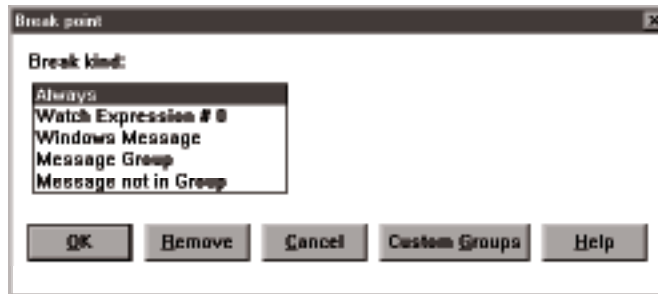 Break point
Break kind:
Always
Watch Expression # 0
Windows Message
Message Group
Message not in Group
OK Remove Cancel Custom Groups Help